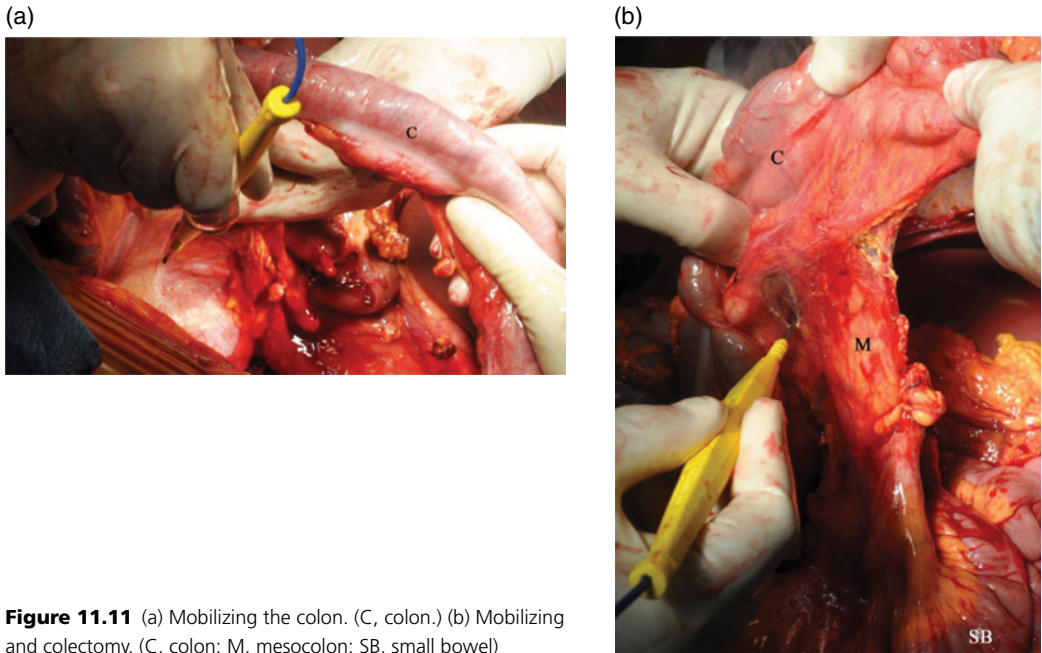 (a)
(b)
C
C
M
SB
Figure 11.11 (a) Mobilizing the colon. (C, colon.) (b) Mobilizing
and colectomy. (C, colon; M, mesocolon; SB, small bowel)